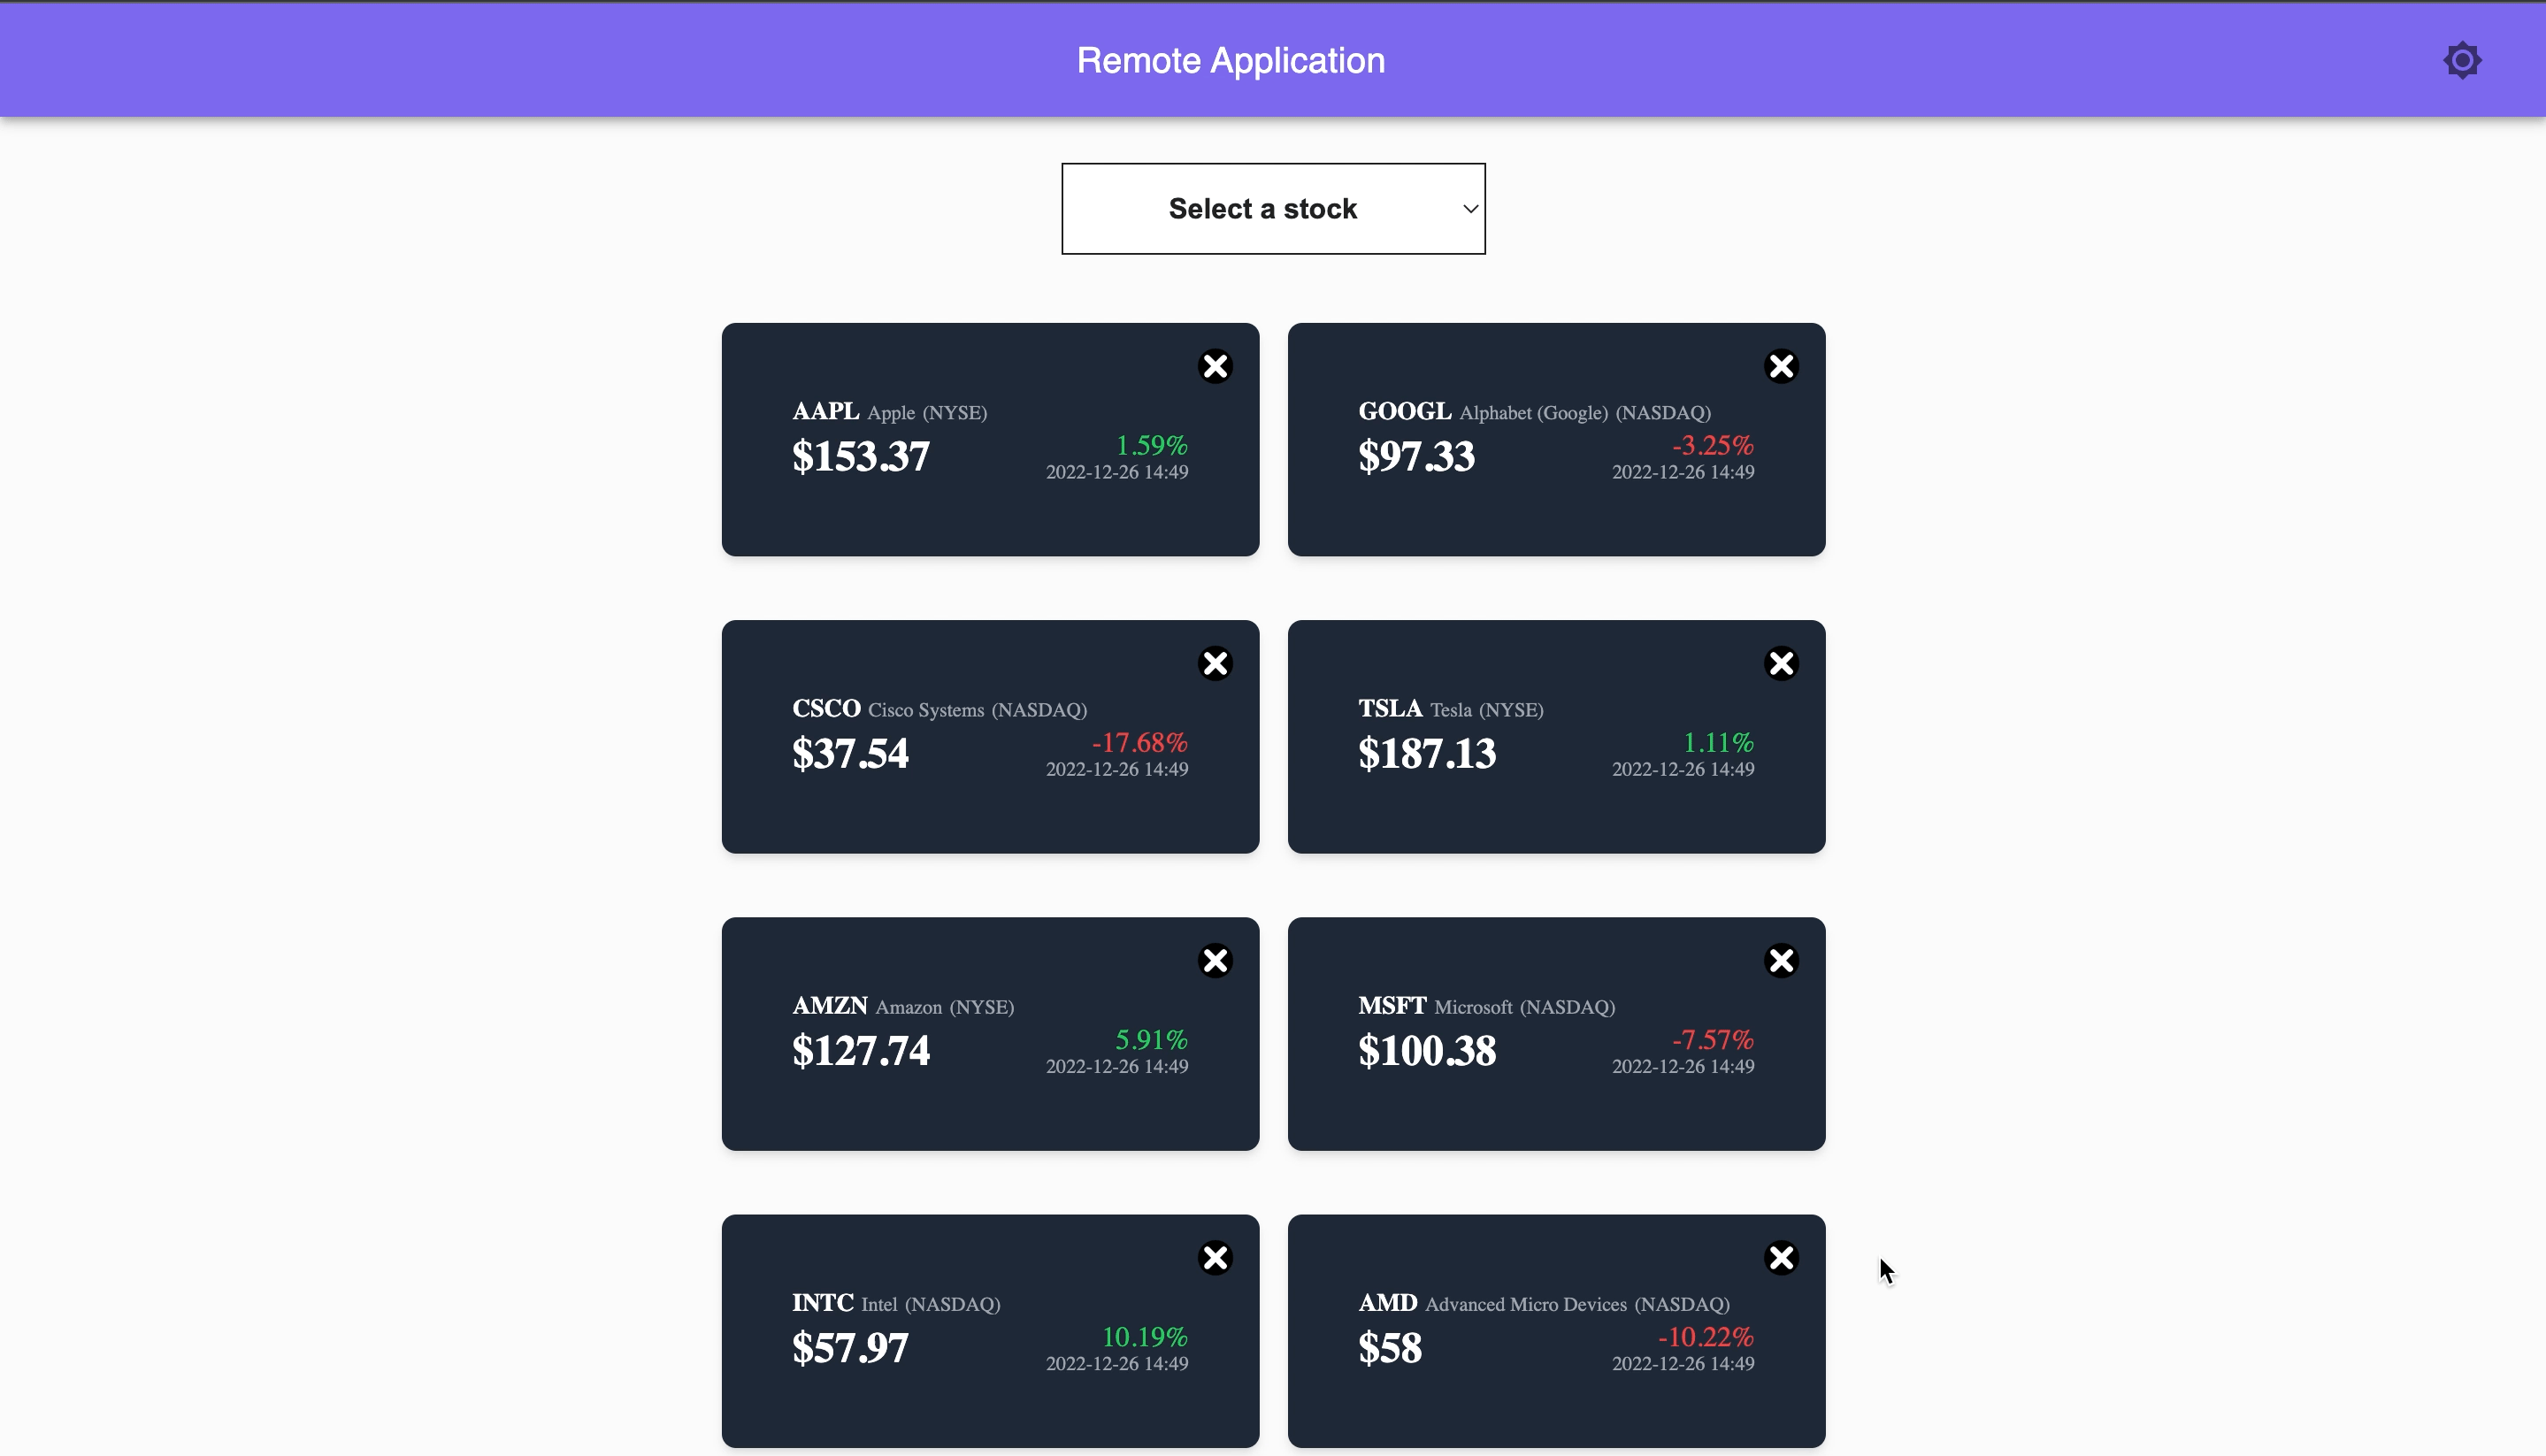 Remote Application
Select a stock
AAPL Apple (NYSE)
$153.37
1.59%
2022-12-26 14:49
GOOGL Alphabet (Google) (NASDAQ)
$97.33
-3.25%
2022-12-26 14:49
CSCO Cisco Systems (NASDAQ)
$37.54
-17.68%
2022-12-26 14:49
TSLA Tesla (NYSE)
$187.13
1.11%
2022-12-26 14:49
AMZN Amazon (NYSE)
$127.74
5.91%
2022-12-26 14:49
MSFT Microsoft (NASDAQ)
$100.38
-7.57%
2022-12-26 14:49
INTC Intel (NASDAQ)
$57.97
10.19%
2022-12-26 14:49
AMD Advanced Micro Devices (NASDAQ)
$58
-10.22%
2022-12-26 14:49